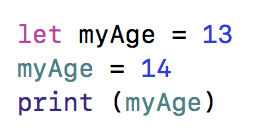 let myAge = 13
myAge = 14
print (myAge)